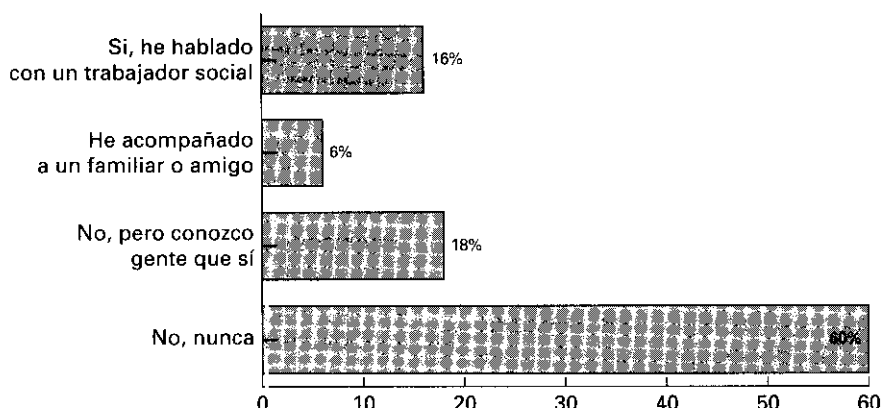 Si, he hablado
con un trabajador social
16%
He acompañado
a un familiar o amigo
6%
No, pero conozco
gente que sí
18%
No, nunca
60%
0 10 20 30 40 50 60